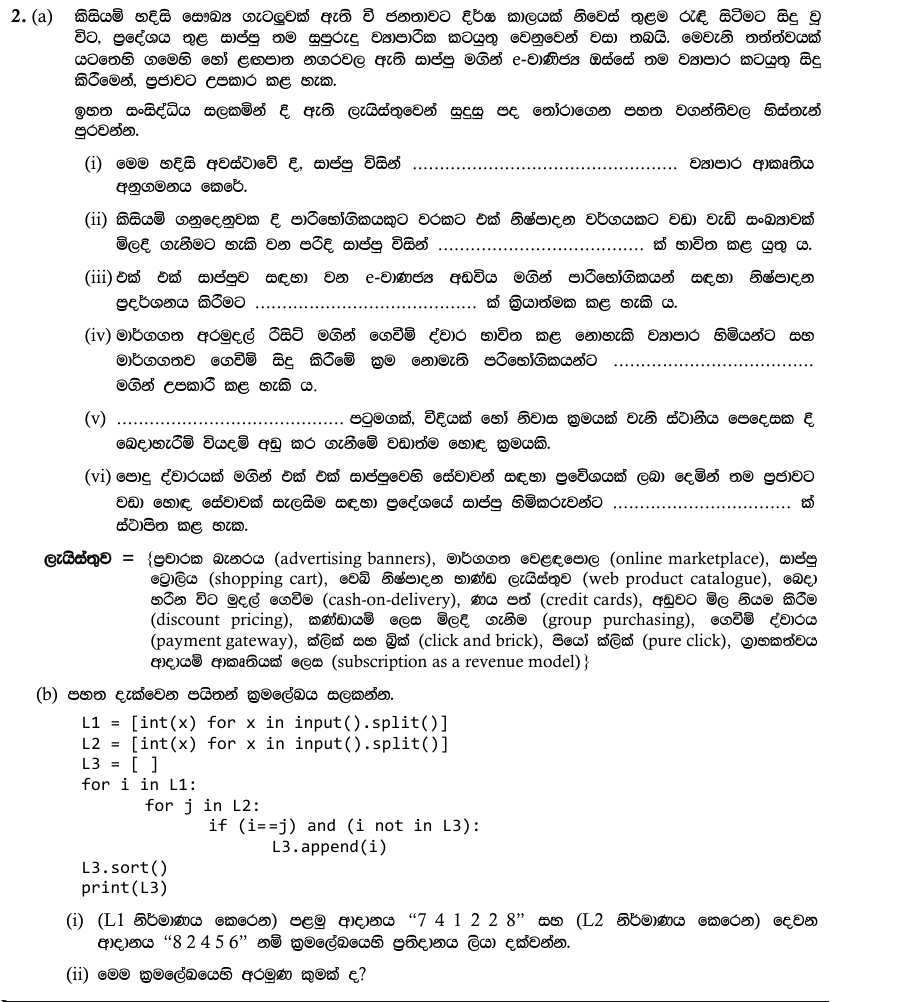 2. (a) කිසියම් හදිසි සෞඛ්‍ය ගැටලුවක් ඇති වී ජනතාවට දීර්ඝ කාලයක් නිවෙස් තුළම රැඳී සිටීමට සිදු වූ
විට, ප්‍රදේශය තුළ සාප්පු තම සුපුරුදු ව්‍යාපාරික කටයුතු වෙනුවෙන් වසා තබයි. මෙවැනි තත්ත්වයක්
යටතෙහි ගමෙහි හෝ ළඟපාත නගරවල ඇති සාප්පු මගින් e-වාණිජ්‍ය ඔස්සේ තම ව්‍යාපාර කටයුතු සිදු
කිරීමෙන්, ප්‍රජාවට උපකාර කළ හැක.
ඉහත සංසිද්ධිය සලකමින් දී ඇති ලැයිස්තුවෙන් සුදුසු පද තෝරාගෙන පහත වගන්තිවල හිස්තැන්
පුරවන්න.
(i) මෙම හදිසි අවස්ථාවේ දී, සාප්පු විසින් ................................................ ව්‍යාපාර ආකෘතිය
අනුගමනය කෙරේ.
(ii) කිසියම් ගනුදෙනුවක දී පාරිභෝගිකයකුට වරකට එක් නිෂ්පාදන වර්ගයකට වඩා වැඩි සංඛ්‍යාවක්
මිලදී ගැනීමට හැකි වන පරිදි සාප්පු විසින් ...................................... ක් භාවිත කළ යුතු ය.
(iii) එක් එක් සාප්පුව සඳහා වන e-වාණජ්‍ය අඩවිය මගින් පාරිභෝගිකයන් සඳහා නිෂ්පාදන
ප්‍රදර්ශනය කිරීමට ........................................ ක් ක්‍රියාත්මක කළ හැකි ය.
(iv) මාර්ගගත අරමුදල් රිසිට් මගින් ගෙවීම් ද්වාර භාවිත කළ නොහැකි ව්‍යාපාර හිමියන්ට සහ
මාර්ගගතව ගෙවීම් සිදු කිරීමේ ක්‍රම නොමැති පරිභෝගිකයන්ට ....................................
මගින් උපකාරී කළ හැකි ය.
(v) ......................................... පටුමගක්, වීදියක් හෝ නිවාස ක්‍රමයක් වැනි ස්ථානීය පෙදෙසක දී
බෙදාහැරීම් වියදම් අඩු කර ගැනීමේ වඩාත්ම හොඳ ක්‍රමයකි.
(vi) පොදු ද්වාරයක් මගින් එක් එක් සාප්පුවෙහි සේවාවන් සඳහා ප්‍රවේශයක් ලබා දෙමින් තම ප්‍රජාවට
වඩා හොඳ සේවාවක් සැලසීම සඳහා ප්‍රදේශයේ සාප්පු හිමිකරුවන්ට ................................. ක්
ස්ථාපිත කළ හැක.
ලැයිස්තුව = {ප්‍රචාරක බැනරය (advertising banners), මාර්ගගත වෙළඳපොල (online marketplace), සාප්පු
ට්‍රොලිය (shopping cart), වෙබ් නිෂ්පාදන භාණ්ඩ ලැයිස්තුව (web product catalogue), බෙදා
හරින විට මුදල් ගෙවීම (cash-on-delivery), ණය පත් (credit cards), අඩුවට මිල නියම කිරීම
(discount pricing), කණ්ඩායම් ලෙස මිලදී ගැනීම (group purchasing), ගෙවීම් ද්වාරය
(payment gateway), ක්ලික් සහ බ්‍රික් (click and brick), පියෝ ක්ලික් (pure click), ග්‍රාහකත්වය
ආදායම් ආකෘතියක් ලෙස (subscription as a revenue model)}
(b) පහත දැක්වෙන පයිතන් ක්‍රමලේඛය සලකන්න.
L1 = [int(x) for x in input().split()]
L2 = [int(x) for x in input().split()]
L3 = [ ]
for i in L1:
for j in L2:
if (i==j) and (i not in L3):
L3.append(i)
L3.sort()
print(L3)
(i) (L1 නිර්මාණය කෙරෙන) පළමු ආදානය “7 4 1 2 2 8” සහ (L2 නිර්මාණය කෙරෙන) දෙවන
ආදානය “8 2 4 5 6” නම් ක්‍රමලේඛයෙහි ප්‍රතිදානය ලියා දක්වන්න.
(ii) මෙම ක්‍රමලේඛයෙහි අරමුණ කුමක් ද?